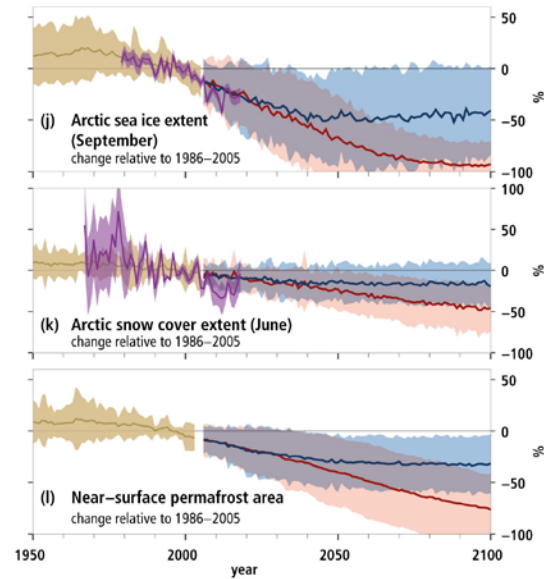 50
0
(j) Arctic sea ice extent
(September)
change relative to 1986–2005
−50
−100
%
100
50
0
(k) Arctic snow cover extent (June)
change relative to 1986–2005
−50
−100
%
50
0
(l) Near–surface permafrost area
change relative to 1986–2005
−50
−100
%
1950 2000 2050 2100
year